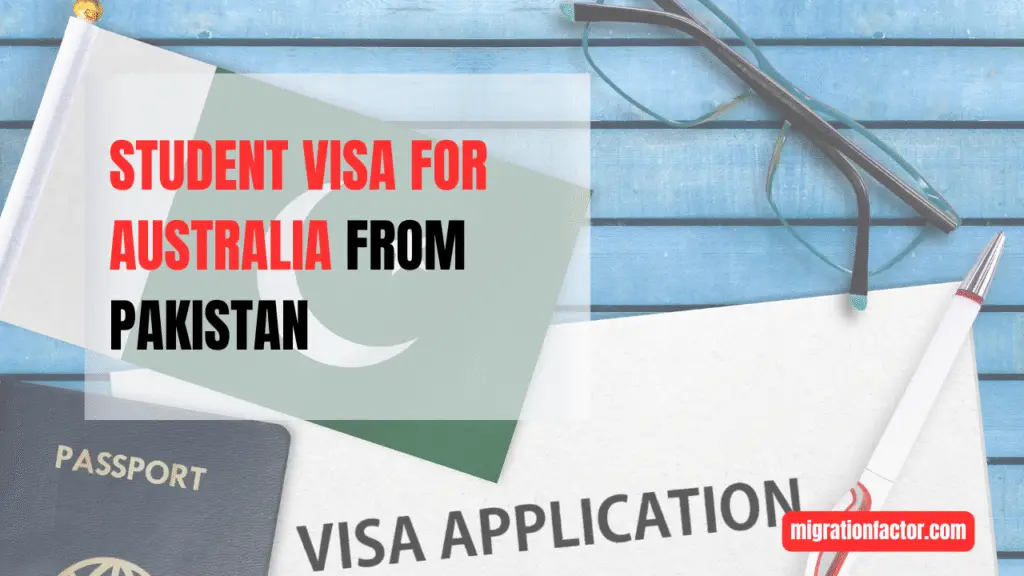 STUDENT VISA FOR
AUSTRALIA FROM
PAKISTAN
PASSPORT
VISA APPLICATION
migrationfactor.com